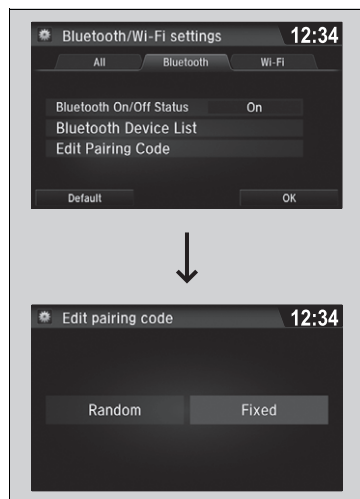 Bluetooth/Wi-Fi settings 12:34
All Bluetooth Wi-Fi
Bluetooth On/Off Status On
Bluetooth Device List
Edit Pairing Code
Default OK
Edit pairing code 12:34
Random Fixed